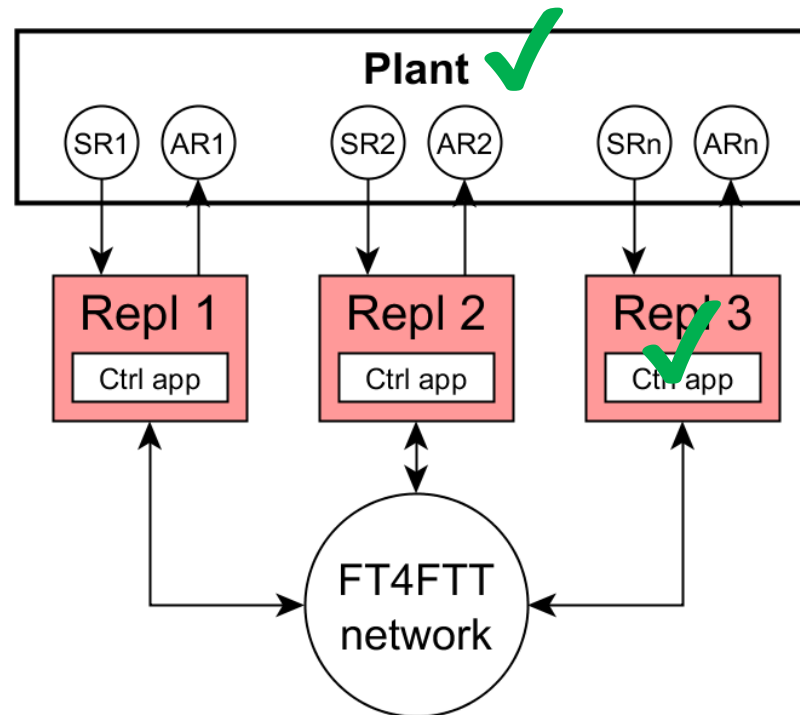 Plant
SR1 AR1 SR2 AR2 SRn ARn
Repl 1 Repl 2 Repl 3
Ctrl app Ctrl app Ctrl app
FT4FTT
network